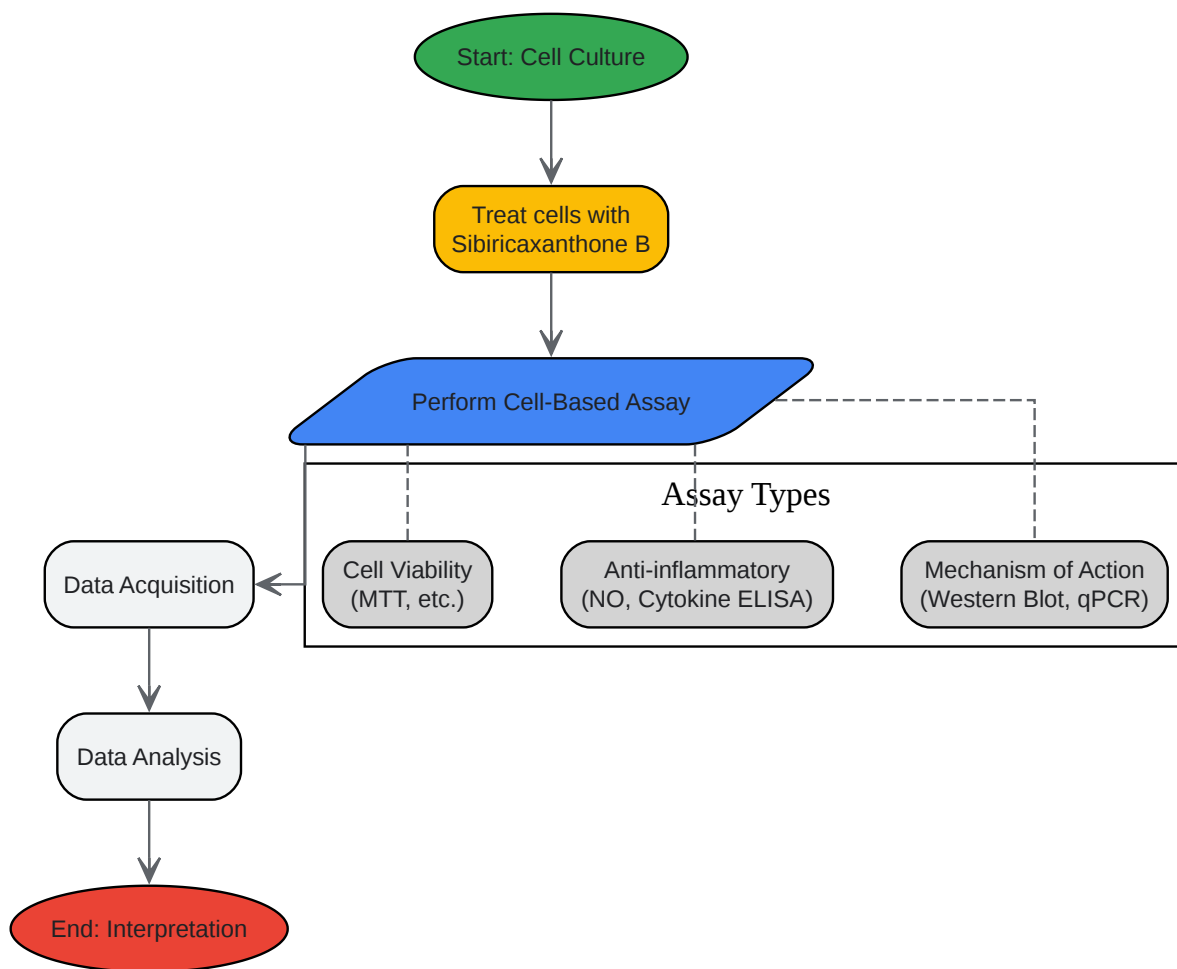 Start: Cell Culture
Treat cells with
Sibiricaxanthone B
Perform Cell-Based Assay
Assay Types
Data Acquisition
Cell Viability
(MTT, etc.)
Anti-inflammatory
(NO, Cytokine ELISA)
Mechanism of Action
(Western Blot, qPCR)
Data Analysis
End: Interpretation